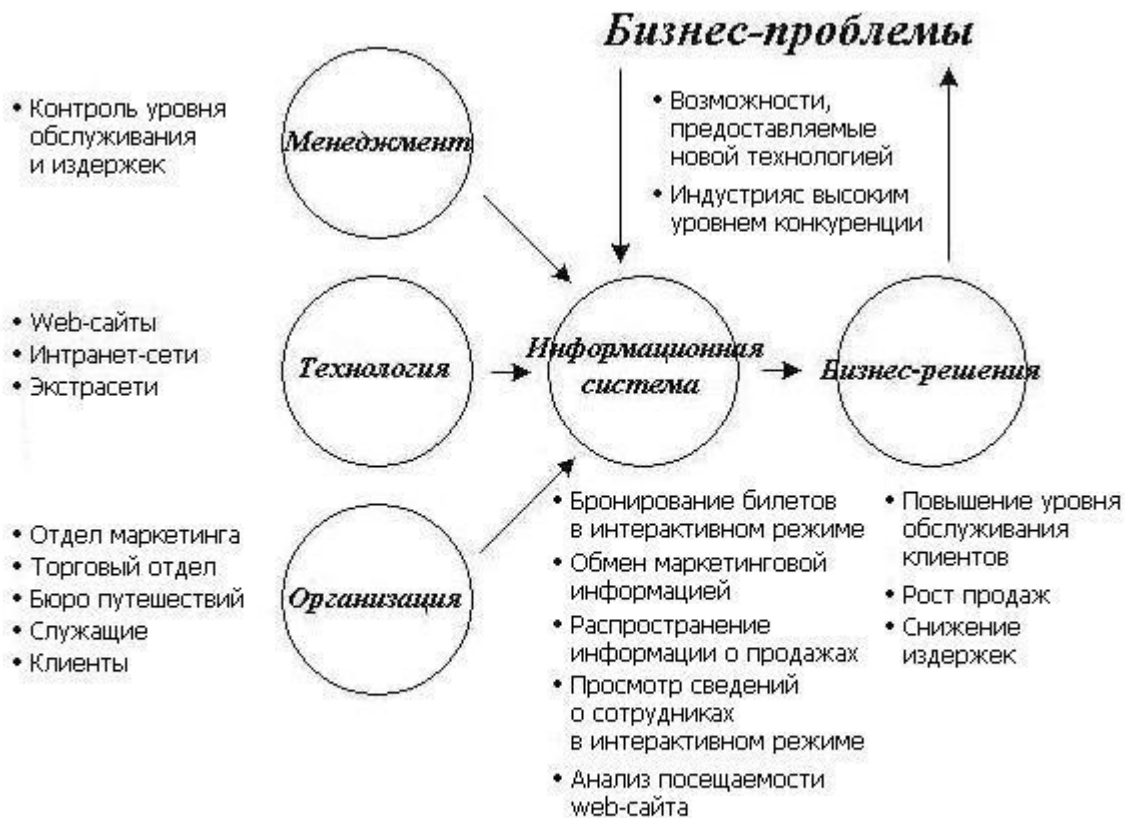 Бизнес-проблемы
• Контроль уровня
обслуживания
и издержек
Менеджмент
• Возможности,
предоставляемые
новой технологией
• Индустрияс высоким
уровнем конкуренции
• Web-сайты
• Интранет-сети
• Экстрасети
Технология
Информационная
система
Бизнес-решения
• Отдел маркетинга
• Торговый отдел
• Бюро путешествий
• Служащие
• Клиенты
Организация
• Бронирование билетов
в интерактивном режиме
• Обмен маркетинговой
информацией
• Распространение
информации о продажах
• Просмотр сведений
о сотрудниках
в интерактивном режиме
• Анализ посещаемости
web-сайта
• Повышение уровня
обслуживания
клиентов
• Рост продаж
• Снижение
издержек